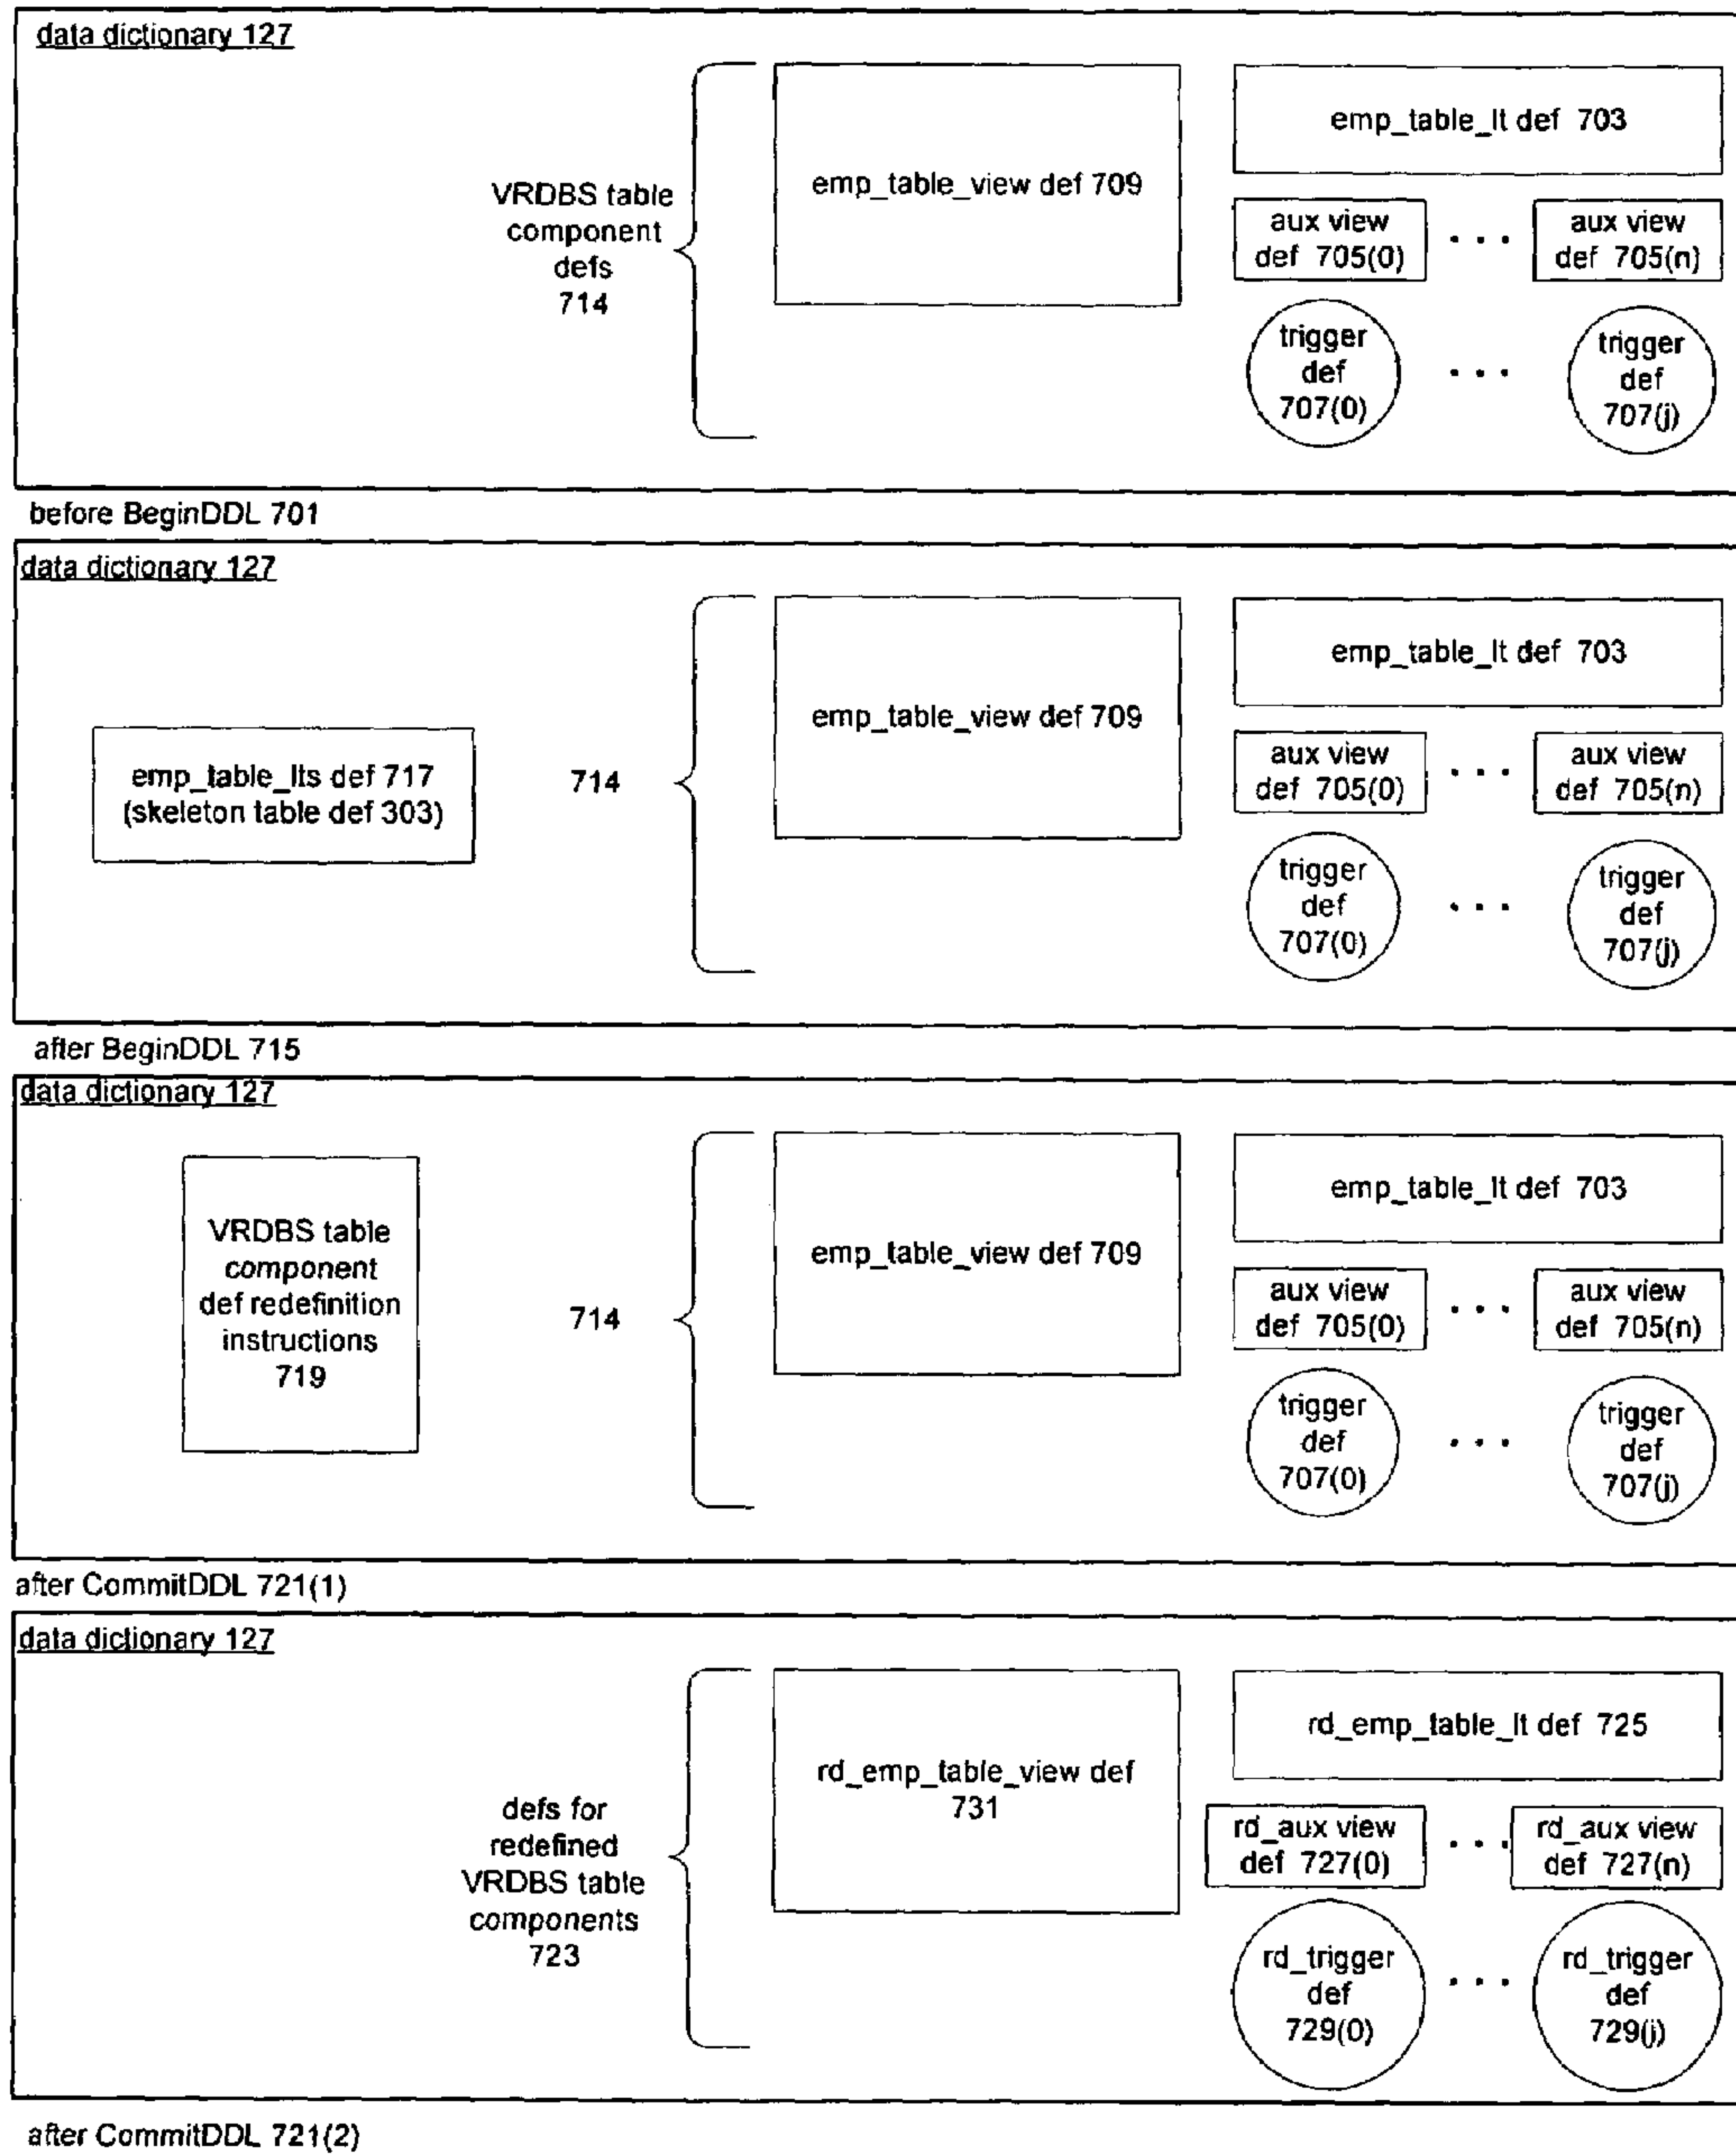 data dictionary 127
VRDBS table
component
defs
714
emp_table_view def 709
emp_table_lt def 703
aux view
def 705(0)
. . .
aux view
def 705(n)
trigger
def
707(0)
. . .
trigger
def
707(j)
before BeginDDL 701
data dictionary 127
emp_table_lts def 717
(skeleton table def 303)
714
emp_table_view def 709
emp_table_lt def 703
aux view
def 705(0)
. . .
aux view
def 705(n)
trigger
def
707(0)
. . .
trigger
def
707(j)
after BeginDDL 715
data dictionary 127
VRDBS table
component
def redefinition
instructions
719
714
emp_table_view def 709
emp_table_lt def 703
aux view
def 705(0)
. . .
aux view
def 705(n)
trigger
def
707(0)
. . .
trigger
def
707(j)
after CommitDDL 721(1)
data dictionary 127
defs for
redefined
VRDBS table
components
723
rd_emp_table_view def
731
rd_emp_table_lt def 725
rd_aux view
def 727(0)
. . .
rd_aux view
def 727(n)
rd_trigger
def
729(0)
. . .
rd_trigger
def
729(j)
after CommitDDL 721(2)